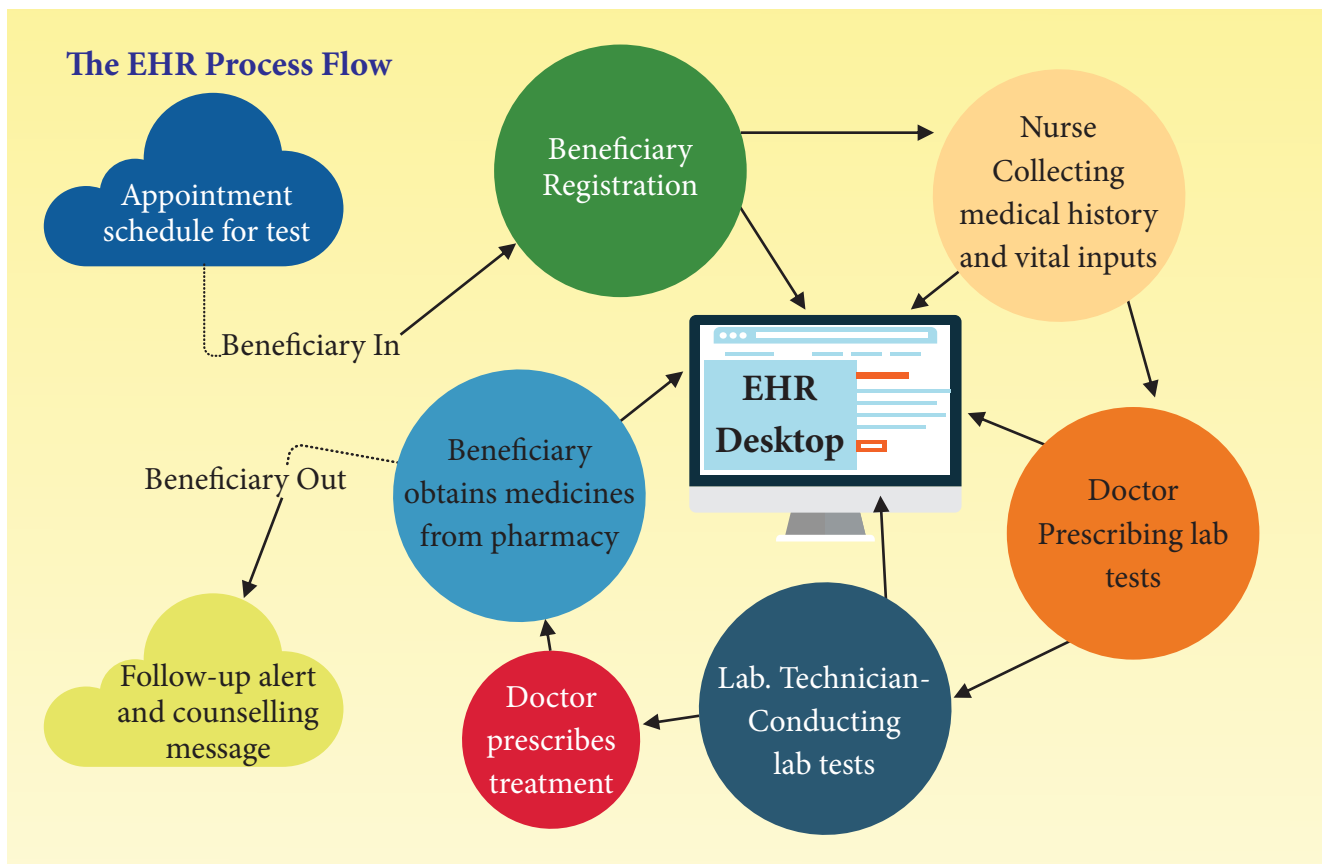 The EHR Process Flow
Appointment
schedule for test
Beneficiary In
Beneficiary
Registration
Nurse
Collecting
medical history
and vital inputs
EHR
Desktop
Doctor
Prescribing lab
tests
Lab. Technician-
Conducting
lab tests
Doctor
prescribes
treatment
Beneficiary
obtains medicines
from pharmacy
Beneficiary Out
Follow-up alert
and counselling
message